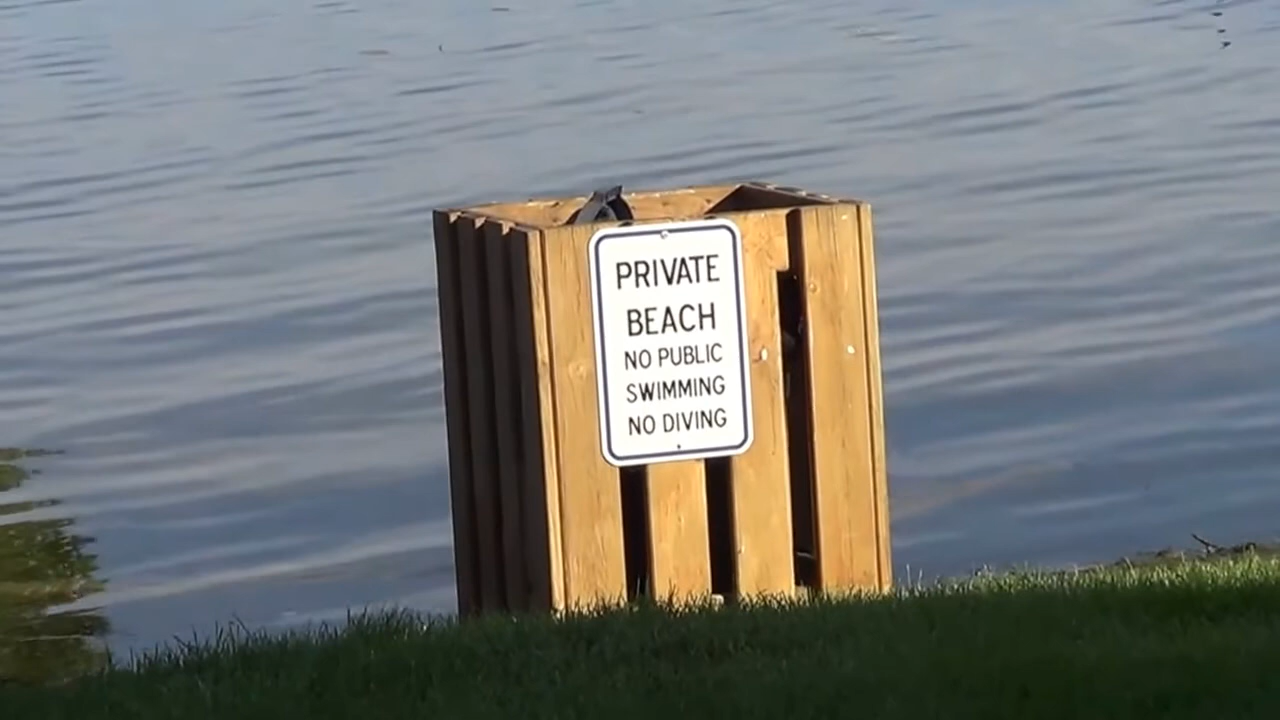 PRIVATE
BEACH
NO PUBLIC
SWIMMING
NO DIVING